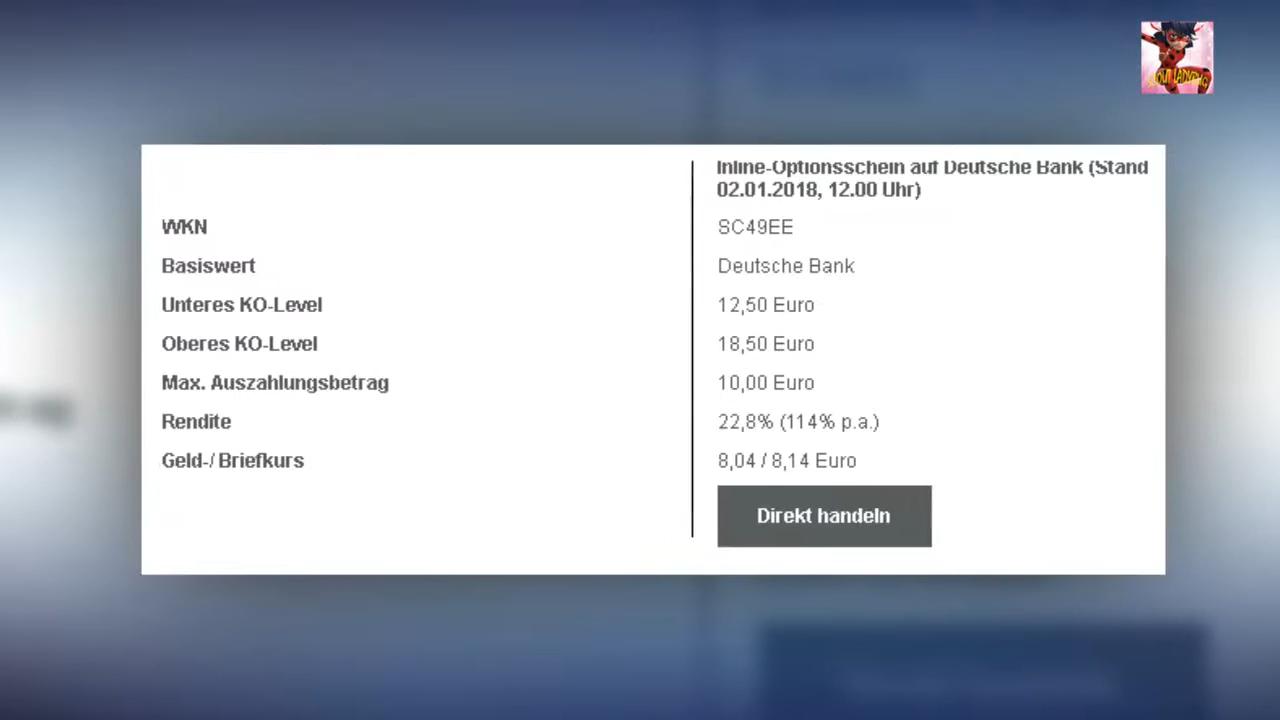 Inline-Optionsschein auf Deutsche Bank (Stand
02.01.2018, 12.00 Uhr)
WKN SC49EE
Basiswert Deutsche Bank
Unteres KO-Level 12,50 Euro
Oberes KO-Level 18,50 Euro
Max. Auszahlungsbetrag 10,00 Euro
Rendite 22,8% (114% p.a.)
Geld-/ Briefkurs 8,04 / 8,14 Euro
Direkt handeln